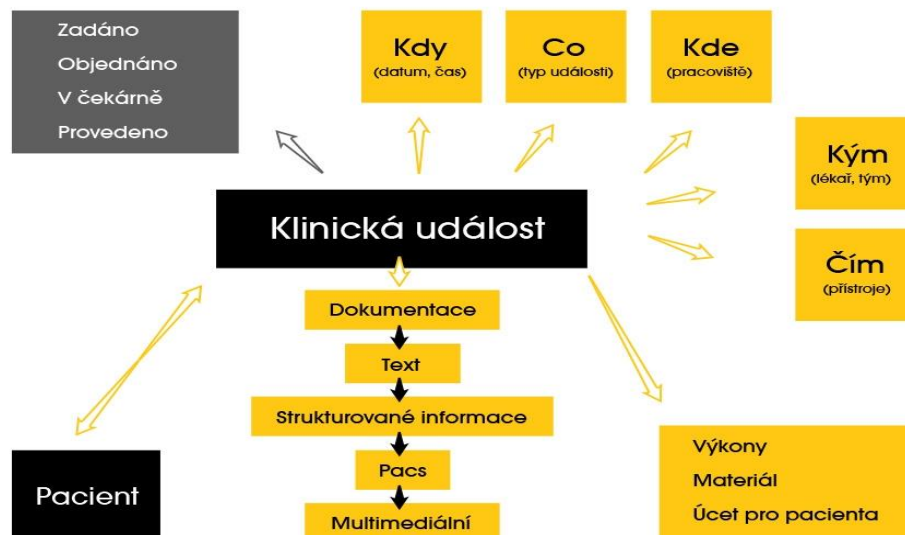 Zadáno
Objednáno
V čekárně
Provedeno
Kdy
(datum, čas)
Co
(typ události)
Kde
(pracoviště)
Kým
(lékař, tým)
Čím
(přístroje)
Klinická událost
Dokumentace
Text
Strukturované informace
Pacs
Multimediální
Pacient
Výkony
Materiál
Účet pro pacienta